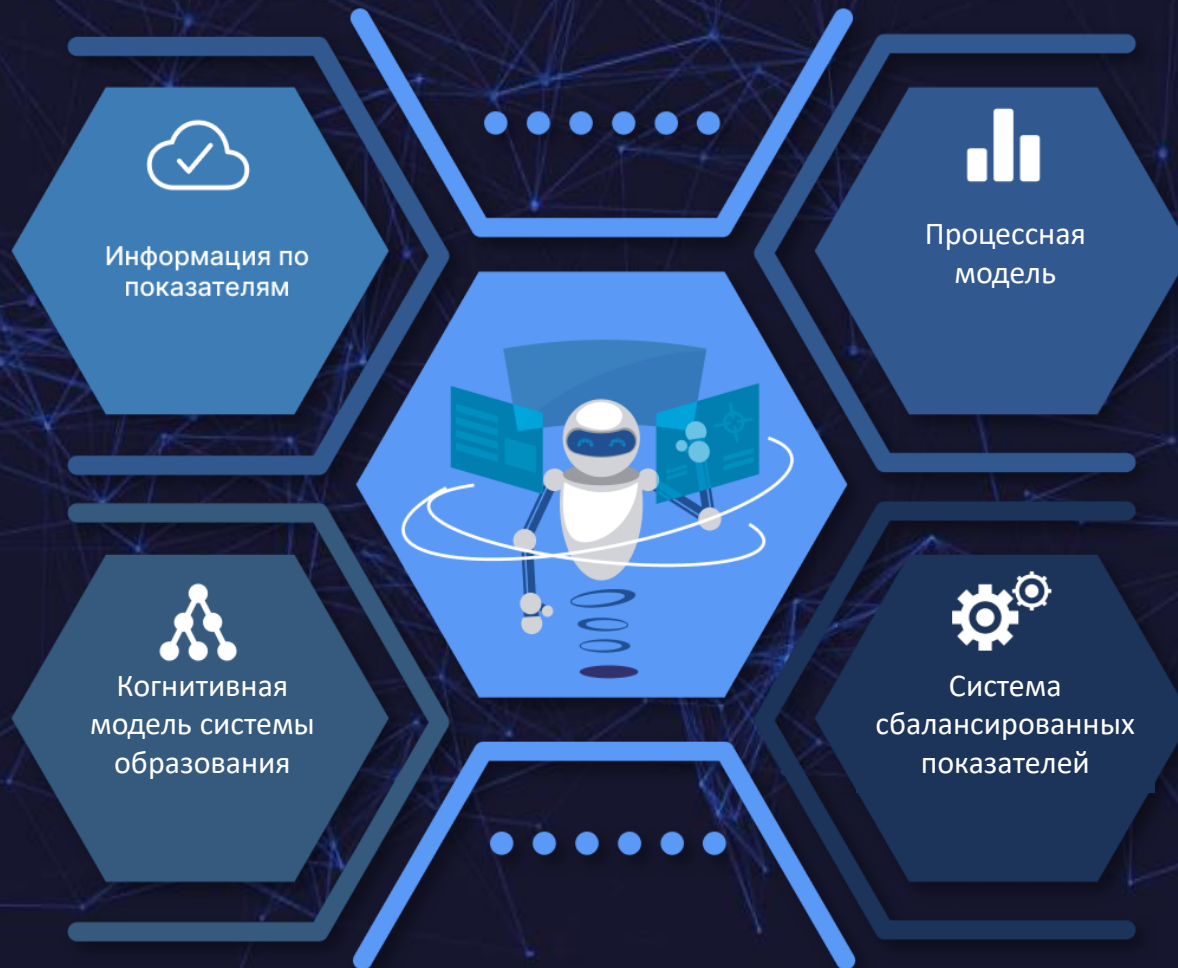 Информация по
показателям
Процессная
модель
Когнитивная
модель системы
образования
Система
сбалансированных
показателей